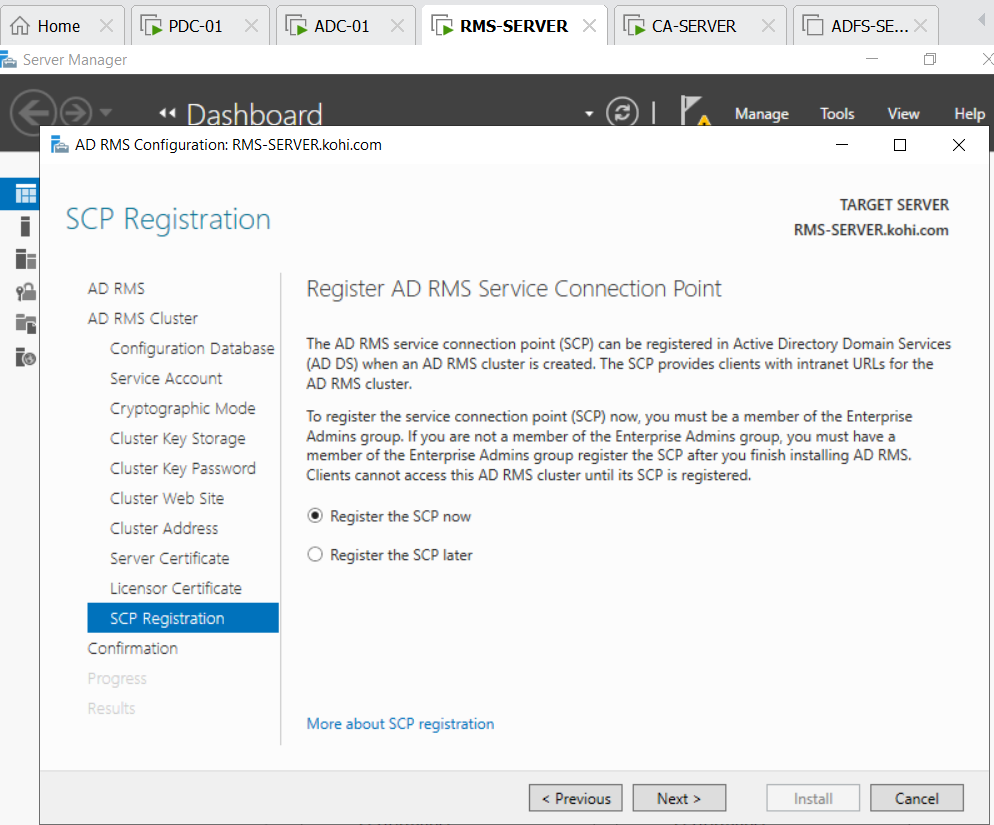 Home
PDC-01
ADC-01
RMS-SERVER
CA-SERVER
ADFS-SE...
Server Manager
Dashboard
Manage
Tools
View
Help
AD RMS Configuration: RMS-SERVER.kohi.com
SCP Registration
TARGET SERVER
RMS-SERVER.kohi.com
AD RMS
AD RMS Cluster
Configuration Database
Service Account
Cryptographic Mode
Cluster Key Storage
Cluster Key Password
Cluster Web Site
Cluster Address
Server Certificate
Licensor Certificate
SCP Registration
Confirmation
Progress
Results
Register AD RMS Service Connection Point
The AD RMS service connection point (SCP) can be registered in Active Directory Domain Services
(AD DS) when an AD RMS cluster is created. The SCP provides clients with intranet URLs for the
AD RMS cluster.
To register the service connection point (SCP) now, you must be a member of the Enterprise
Admins group. If you are not a member of the Enterprise Admins group, you must have a
member of the Enterprise Admins group register the SCP after you finish installing AD RMS.
Clients cannot access this AD RMS cluster until its SCP is registered.
Register the SCP now
Register the SCP later
More about SCP registration
< Previous
Next >
Install
Cancel